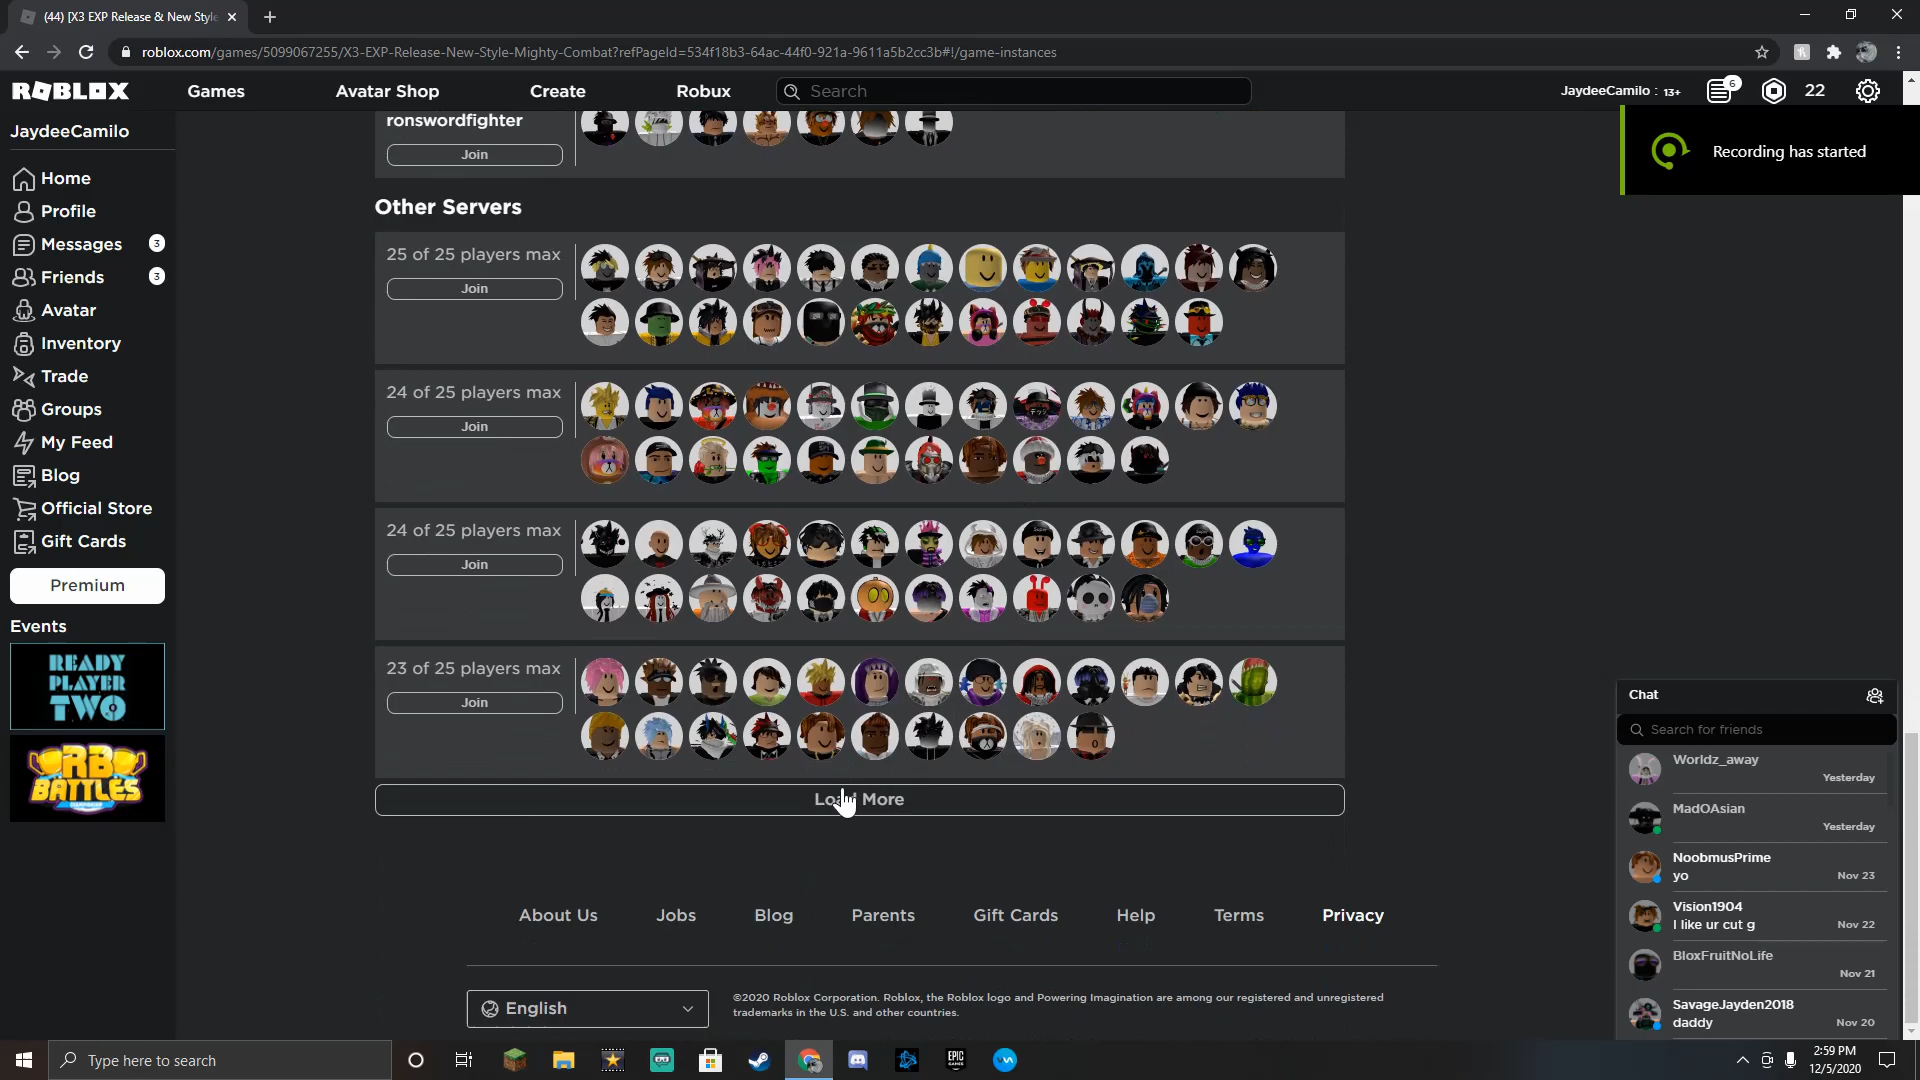 (44) [X3 EXP Release & New Style
roblox.com/games/5099067255/X3-EXP-Release-New-Style-Mighty-Combat?refPageId=534f18b3-64ac-44f0-921a-9611a5b2cc3b#!/game-instances
ROBLOX
Games
Avatar Shop
Create
Robux
Search
JaydeeCamilo : 13+
6
22
Recording has started
JaydeeCamilo
Home
Profile
Messages 3
Friends 3
Avatar
Inventory
Trade
Groups
My Feed
Blog
Official Store
Gift Cards
Premium
Events
READY
PLAYER
TWO
RB
BATTLES
ronswordfighter
Join
Other Servers
25 of 25 players max
Join
24 of 25 players max
Join
24 of 25 players max
Join
23 of 25 players max
Join
Load More
About Us
Jobs
Blog
Parents
Gift Cards
Help
Terms
Privacy
English
©2020 Roblox Corporation. Roblox, the Roblox logo and Powering Imagination are among our registered and unregistered
trademarks in the U.S. and other countries.
Chat
Search for friends
Worldz_away
Yesterday
MadOAsian
Yesterday
NoobmusPrime
yo Nov 23
Vision1904
I like ur cut g Nov 22
BloxFruitNoLife
Nov 21
SavageJayden2018
daddy Nov 20
Type here to search
EPIC
GAMES
2:59 PM
12/5/2020